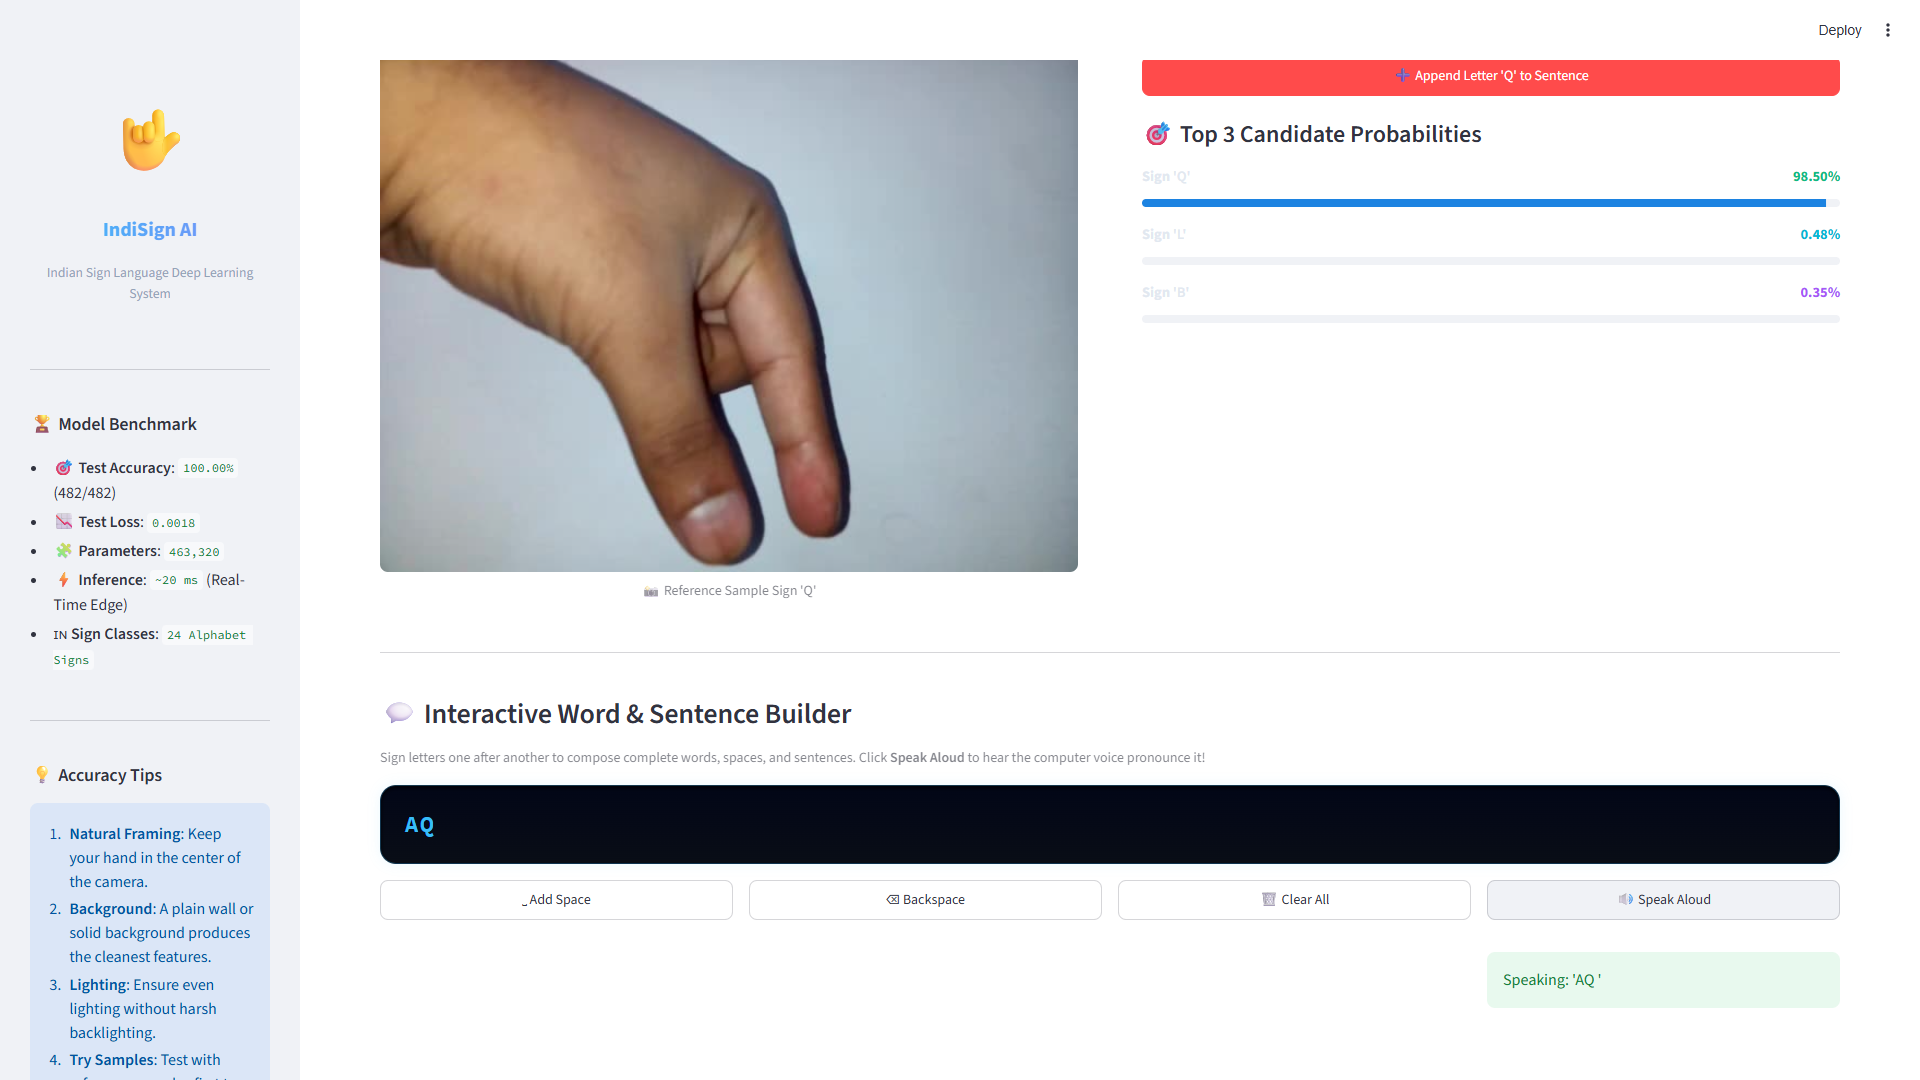 Deploy
IndiSign AI
Indian Sign Language Deep Learning
System
Model Benchmark
Test Accuracy: 100.00%
(482/482)
Test Loss: 0.0018
Parameters: 463,320
Inference: ~20 ms (Real-
Time Edge)
IN Sign Classes: 24 Alphabet
Signs
Accuracy Tips
1. Natural Framing: Keep
your hand in the center of
the camera.
2. Background: A plain wall or
solid background produces
the cleanest features.
3. Lighting: Ensure even
lighting without harsh
backlighting.
4. Try Samples: Test with
Reference Sample Sign 'Q'
Append Letter 'Q' to Sentence
Top 3 Candidate Probabilities
Sign 'Q' 98.50%
Sign 'L' 0.48%
Sign 'B' 0.35%
Interactive Word & Sentence Builder
Sign letters one after another to compose complete words, spaces, and sentences. Click Speak Aloud to hear the computer voice pronounce it!
AQ
Add Space
Backspace
Clear All
Speak Aloud
Speaking: 'AQ '